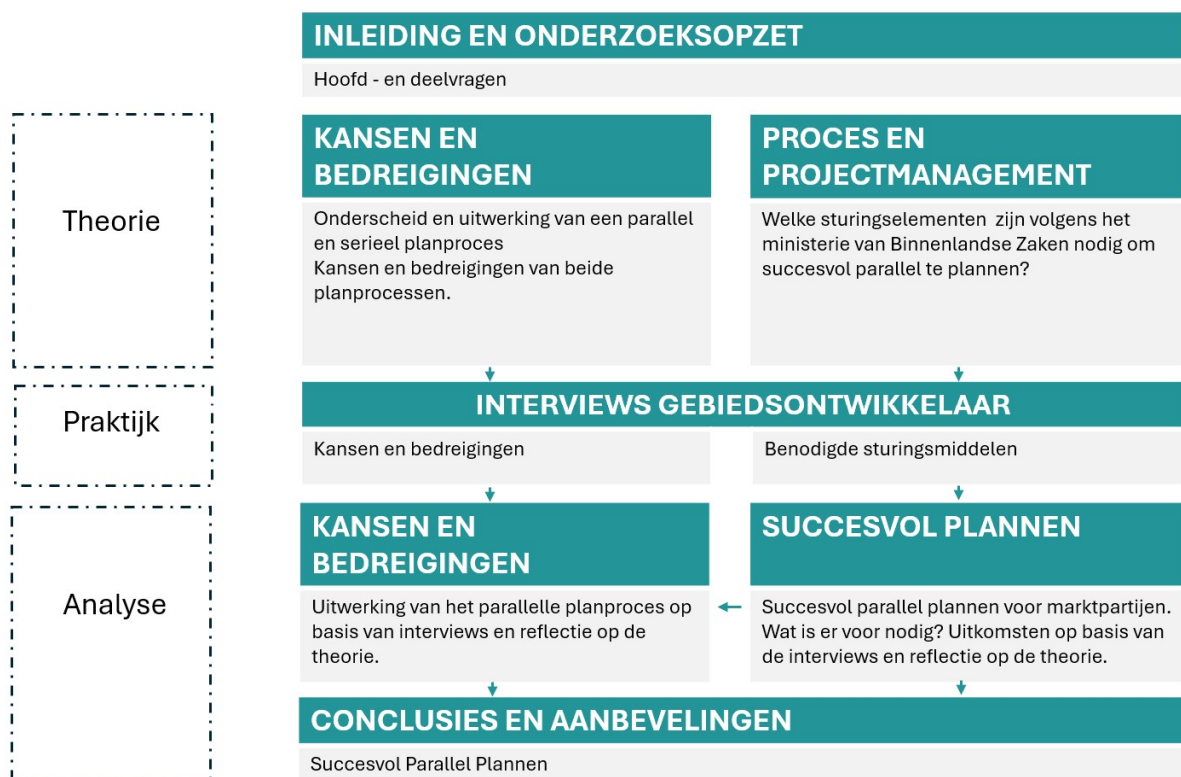 INLEIDING EN ONDERZOEKSOPZET
Hoofd - en deelvragen
Theorie
KANSEN EN
BEDREIGINGEN
Onderscheid en uitwerking van een parallel
en serieel planproces
Kansen en bedreigingen van beide
planprocessen.
PROCES EN
PROJECTMANAGEMENT
Welke sturingselementen zijn volgens het
ministerie van Binnenlandse Zaken nodig om
succesvol parallel te plannen?
Praktijk
INTERVIEWS GEBIEDSONTWIKKELAAR
Kansen en bedreigingen
Benodigde sturingsmiddelen
Analyse
KANSEN EN
BEDREIGINGEN
Uitwerking van het parallelle planproces op
basis van interviews en reflectie op de
theorie.
SUCCESVOL PLANNEN
Succesvol parallel plannen voor marktpartijen.
Wat is er voor nodig? Uitkomsten op basis van
de interviews en reflectie op de theorie.
CONCLUSIES EN AANBEVELINGEN
Succesvol Parallel Plannen